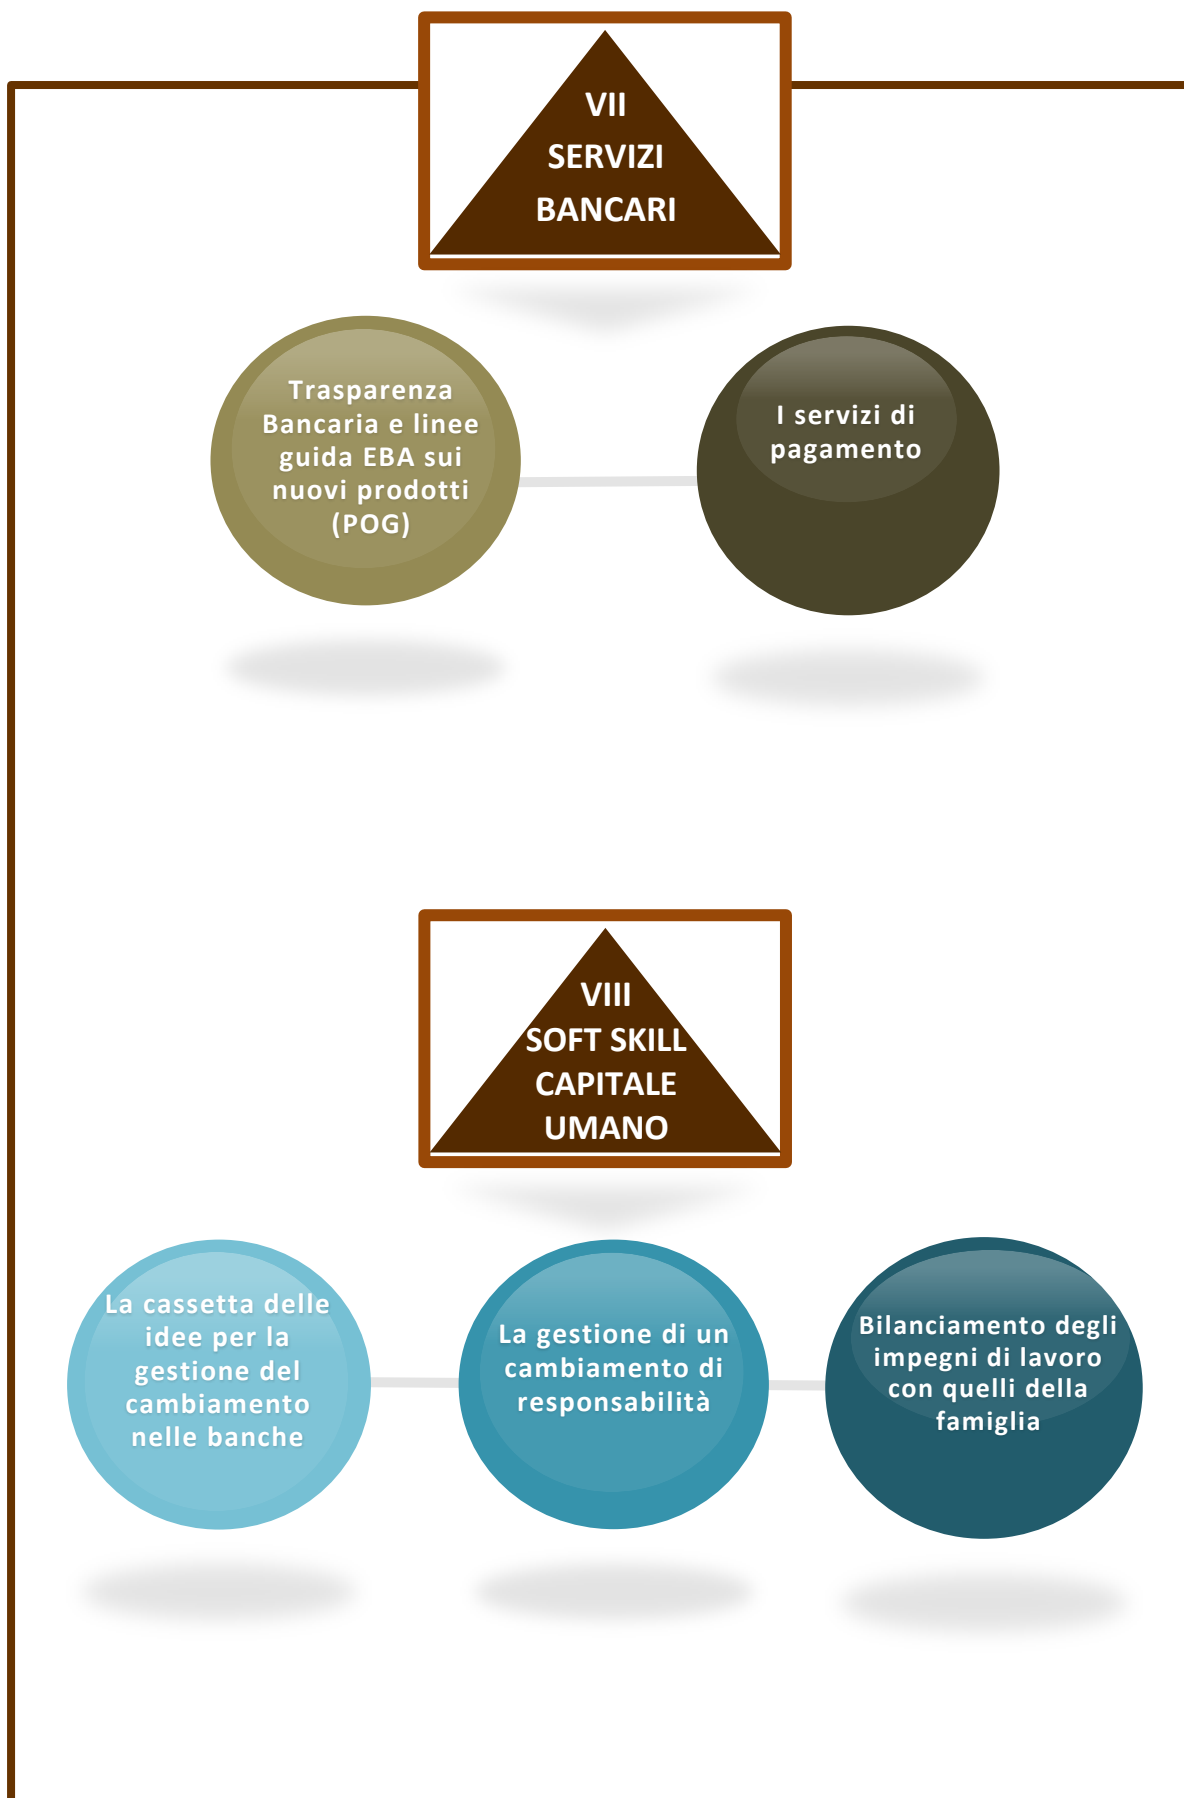 VII
SERVIZI
BANCARI
Trasparenza
Bancaria e linee
guida EBA sui
nuovi prodotti
(POG)
I servizi di
pagamento
VIII
SOFT SKILL
CAPITALE
UMANO
La cassetta delle
idee per la
gestione del
cambiamento
nelle banche
La gestione di un
cambiamento di
responsabilità
Bilanciamento degli
impegni di lavoro
con quelli della
famiglia